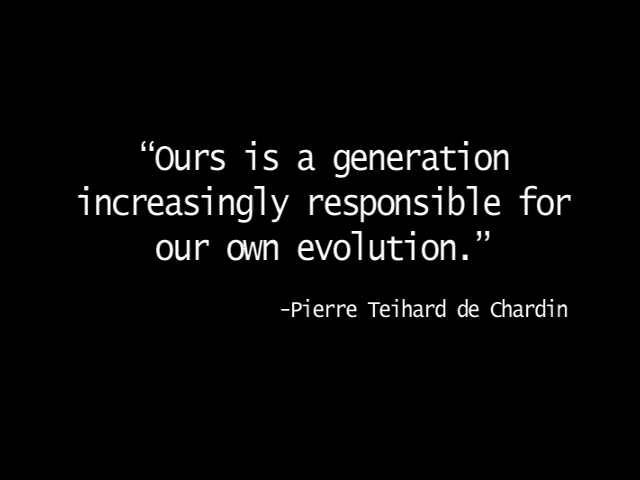 “Ours is a generation
increasingly responsible for
our own evolution.”
-Pierre Teihard de Chardin